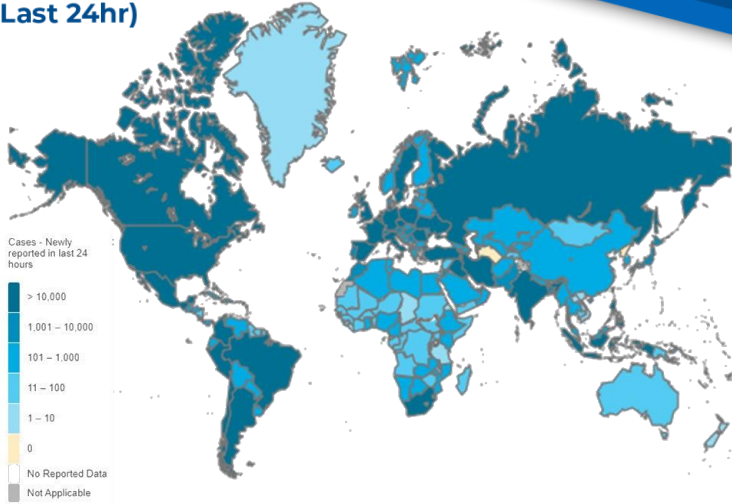 Last 24hr)
Cases - Newly
reported in last 24
hours
> 10,000
1,001 – 10,000
101 – 1,000
11 – 100
1 – 10
0
No Reported Data
Not Applicable